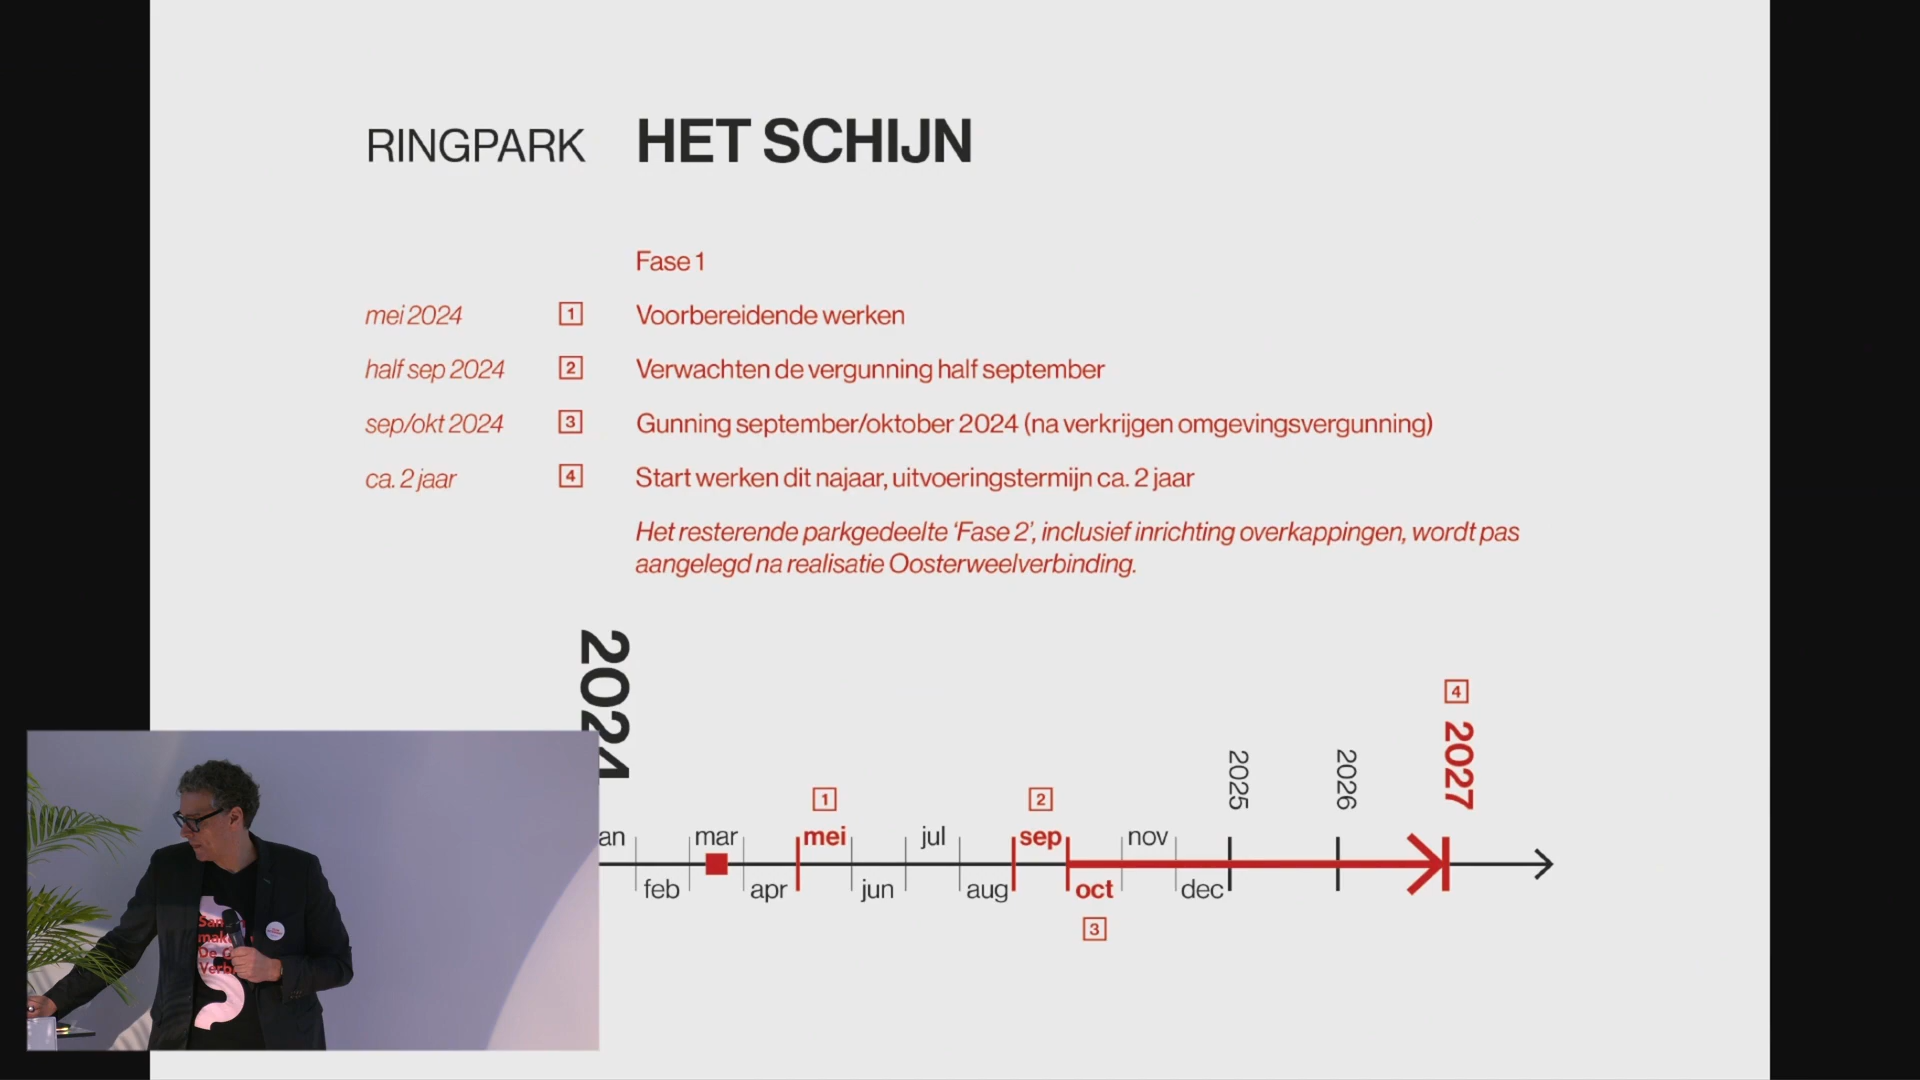 RINGPARK HET SCHIJN
Fase 1
mei 2024 1 Voorbereidende werken
half sep 2024 2 Verwachten de vergunning half september
sep/okt 2024 3 Gunning september/oktober 2024 (na verkrijgen omgevingsvergunning)
ca. 2 jaar 4 Start werken dit najaar, uitvoeringstermijn ca. 2 jaar
Het resterende parkgedeelte ‘Fase 2’, inclusief inrichting overkappingen, wordt pas
aangelegd na realisatie Oosterweelverbinding.
2024
4
2025 2026 2027
1 2
an mar mei jul sep nov
feb apr jun aug oct dec
3
De